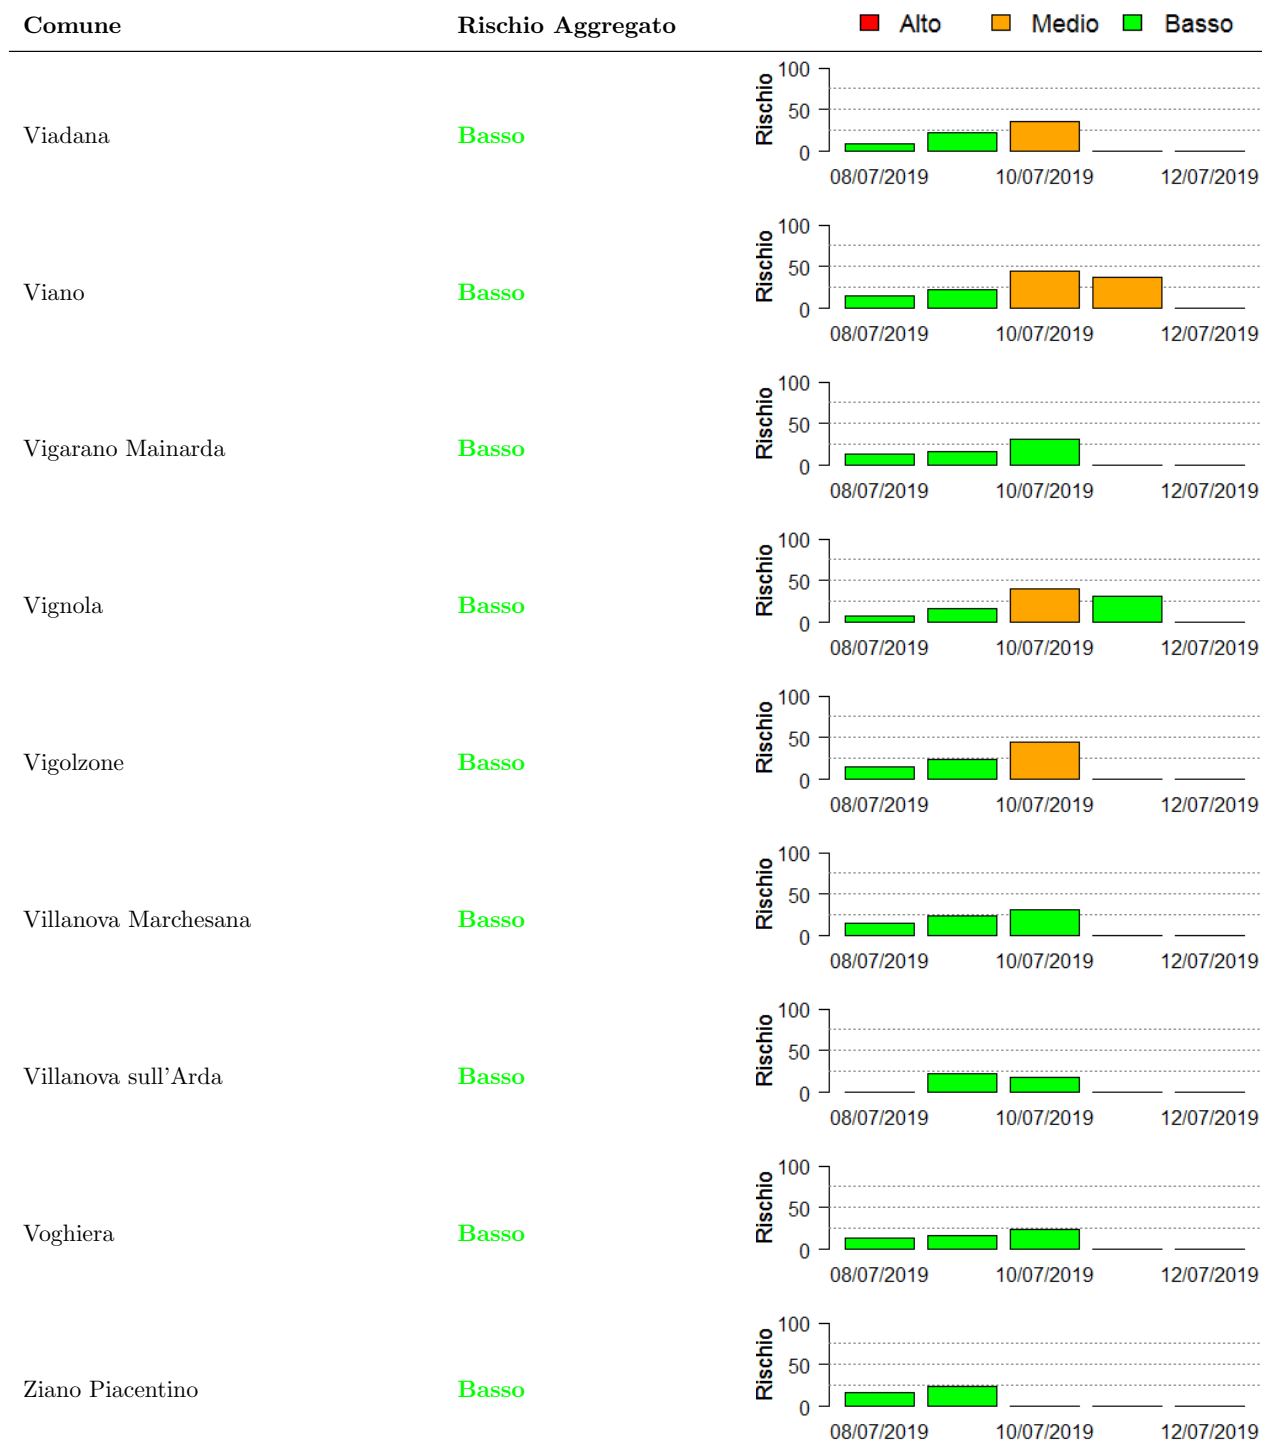 Comune Rischio Aggregato Alto Medio Basso
Viadana Basso Rischio 100 50 0
08/07/2019 10/07/2019 12/07/2019
Viano Basso Rischio 100 50 0
08/07/2019 10/07/2019 12/07/2019
Vigarano Mainarda Basso Rischio 100 50 0
08/07/2019 10/07/2019 12/07/2019
Vignola Basso Rischio 100 50 0
08/07/2019 10/07/2019 12/07/2019
Vigolzone Basso Rischio 100 50 0
08/07/2019 10/07/2019 12/07/2019
Villanova Marchesana Basso Rischio 100 50 0
08/07/2019 10/07/2019 12/07/2019
Villanova sull'Arda Basso Rischio 100 50 0
08/07/2019 10/07/2019 12/07/2019
Voghiera Basso Rischio 100 50 0
08/07/2019 10/07/2019 12/07/2019
Ziano Piacentino Basso Rischio 100 50 0
08/07/2019 10/07/2019 12/07/2019